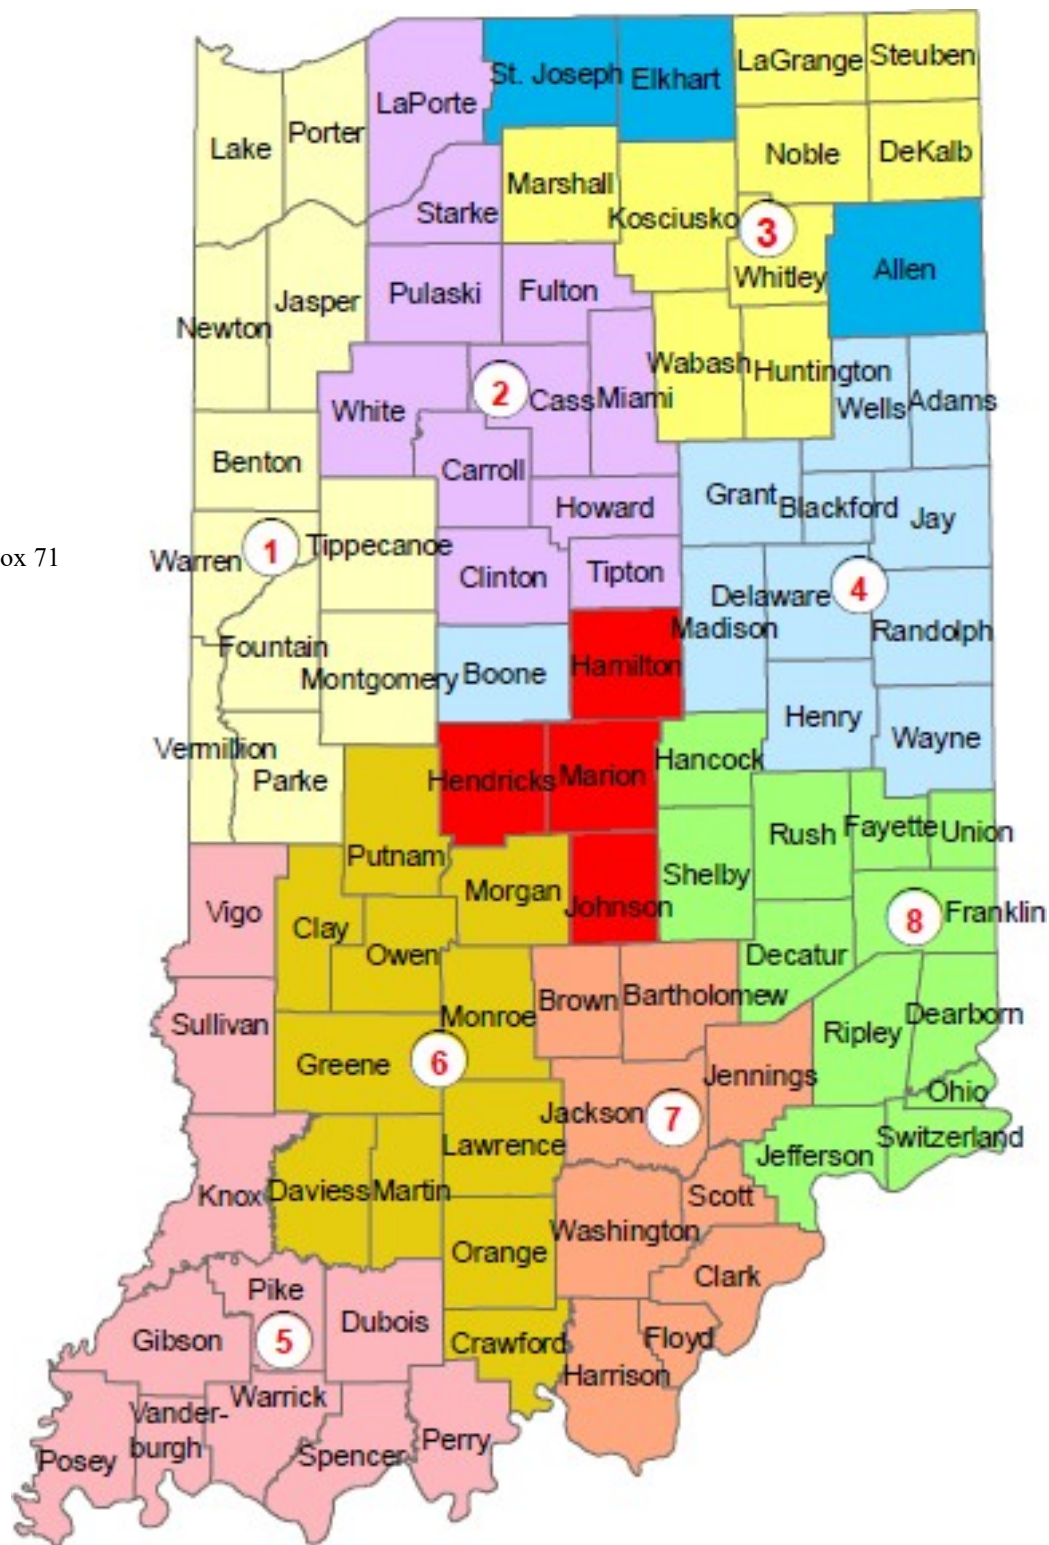 St. Joseph
Elkhart
LaGrange
Steuben
LaPorte
Lake
Porter
Noble
DeKalb
Marshall
Starke
Kosciusko
3
Whitley
Allen
Pulaski
Fulton
Jasper
Newton
Wabash
Huntington
White
2
Cass
Miami
Wells
Adams
Benton
Carroll
Grant
Blackford
Jay
Howard
ox 71
Warren
1
Tippecanoe
Clinton
Tipton
Delaware
4
Madison
Randolph
Fountain
Montgomery
Boone
Hamilton
Henry
Wayne
Vermillion
Parke
Hendricks
Marion
Hancock
Putnam
Rush
Fayette
Union
Morgan
Shelby
Johnson
Vigo
Clay
8
Franklin
Owen
Decatur
Brown
Bartholomew
Sullivan
Monroe
Ripley
Dearborn
Greene
6
Jennings
Ohio
Jackson
7
Lawrence
Jefferson
Switzerland
Knox
Daviess
Martin
Scott
Washington
Orange
Clark
Pike
Gibson
5
Dubois
Crawford
Floyd
Harrison
Warrick
Vander-
burgh
Posey
Spencer
Perry